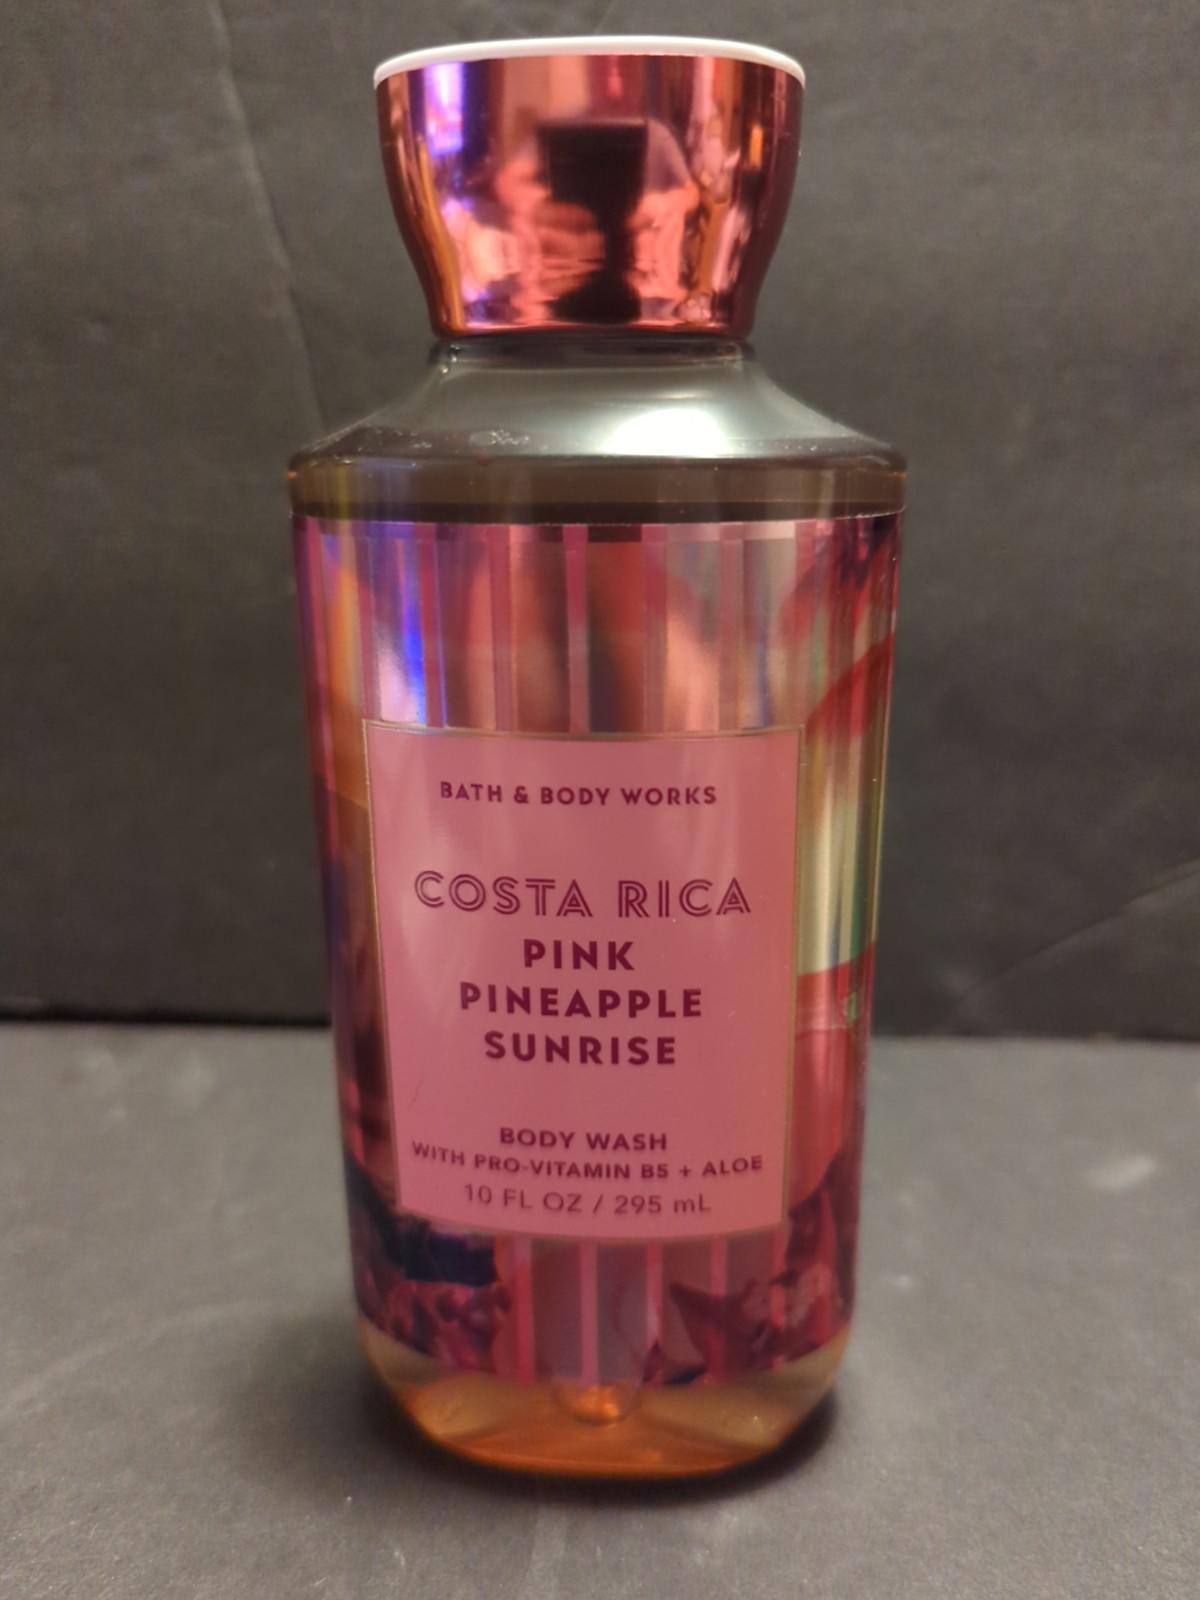 BATH & BODY WORKS
COSTA RICA
PINK
PINEAPPLE
SUNRISE
BODY WASH
WITH PRO-VITAMIN B5 + ALOE
10 FL OZ / 295 mL